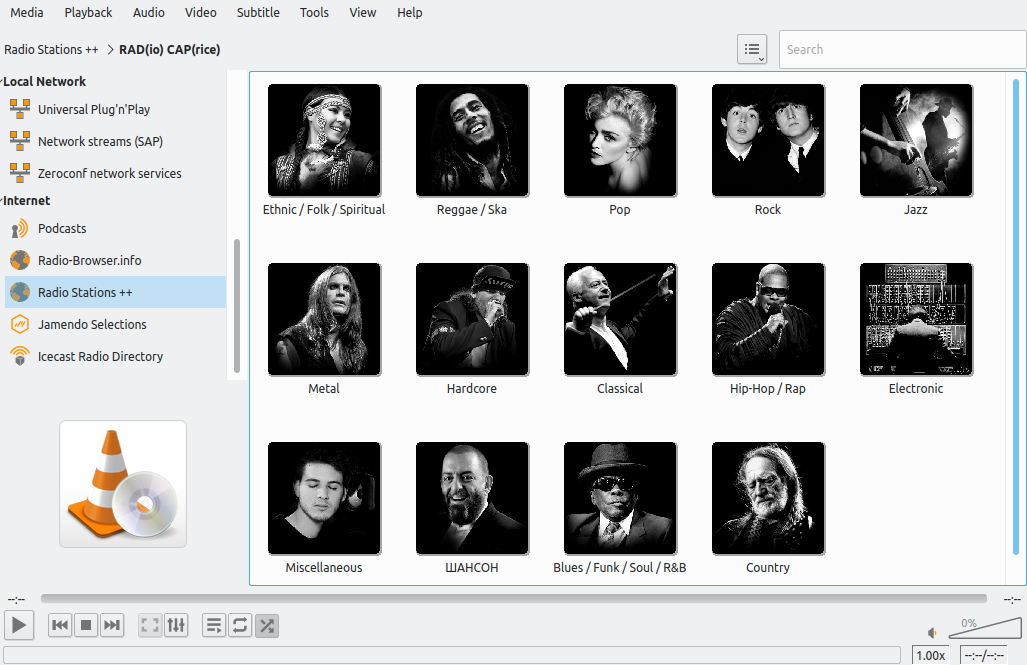 Media Playback Audio Video Subtitle Tools View Help
Radio Stations ++ > RAD(io) CAP(rice)
Search
Local Network
Universal Plug'n'Play
Network streams (SAP)
Zeroconf network services
Internet
Podcasts
Radio-Browser.info
Radio Stations ++
Jamendo Selections
Icecast Radio Directory
Ethnic / Folk / Spiritual Reggae / Ska Pop Rock Jazz
Metal Hardcore Classical Hip-Hop / Rap Electronic
Miscellaneous ШАНСОН Blues / Funk / Soul / R&B Country
--:-- --:--
0%
1.00x --:--/--:--